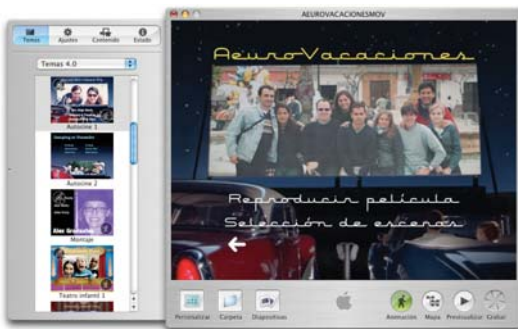 Temas Ajustes Contenido Estado
Temas 4.0
Autocine 1
Autocine 2
Montaje
Teatro infantil 1
AEUROVACACIONESMOV
AeuroVacaciones
Reproducir película
Selección de escenas
Personalizar Carpeta Diapositivas Animación Mapa Previsualizar Grabar